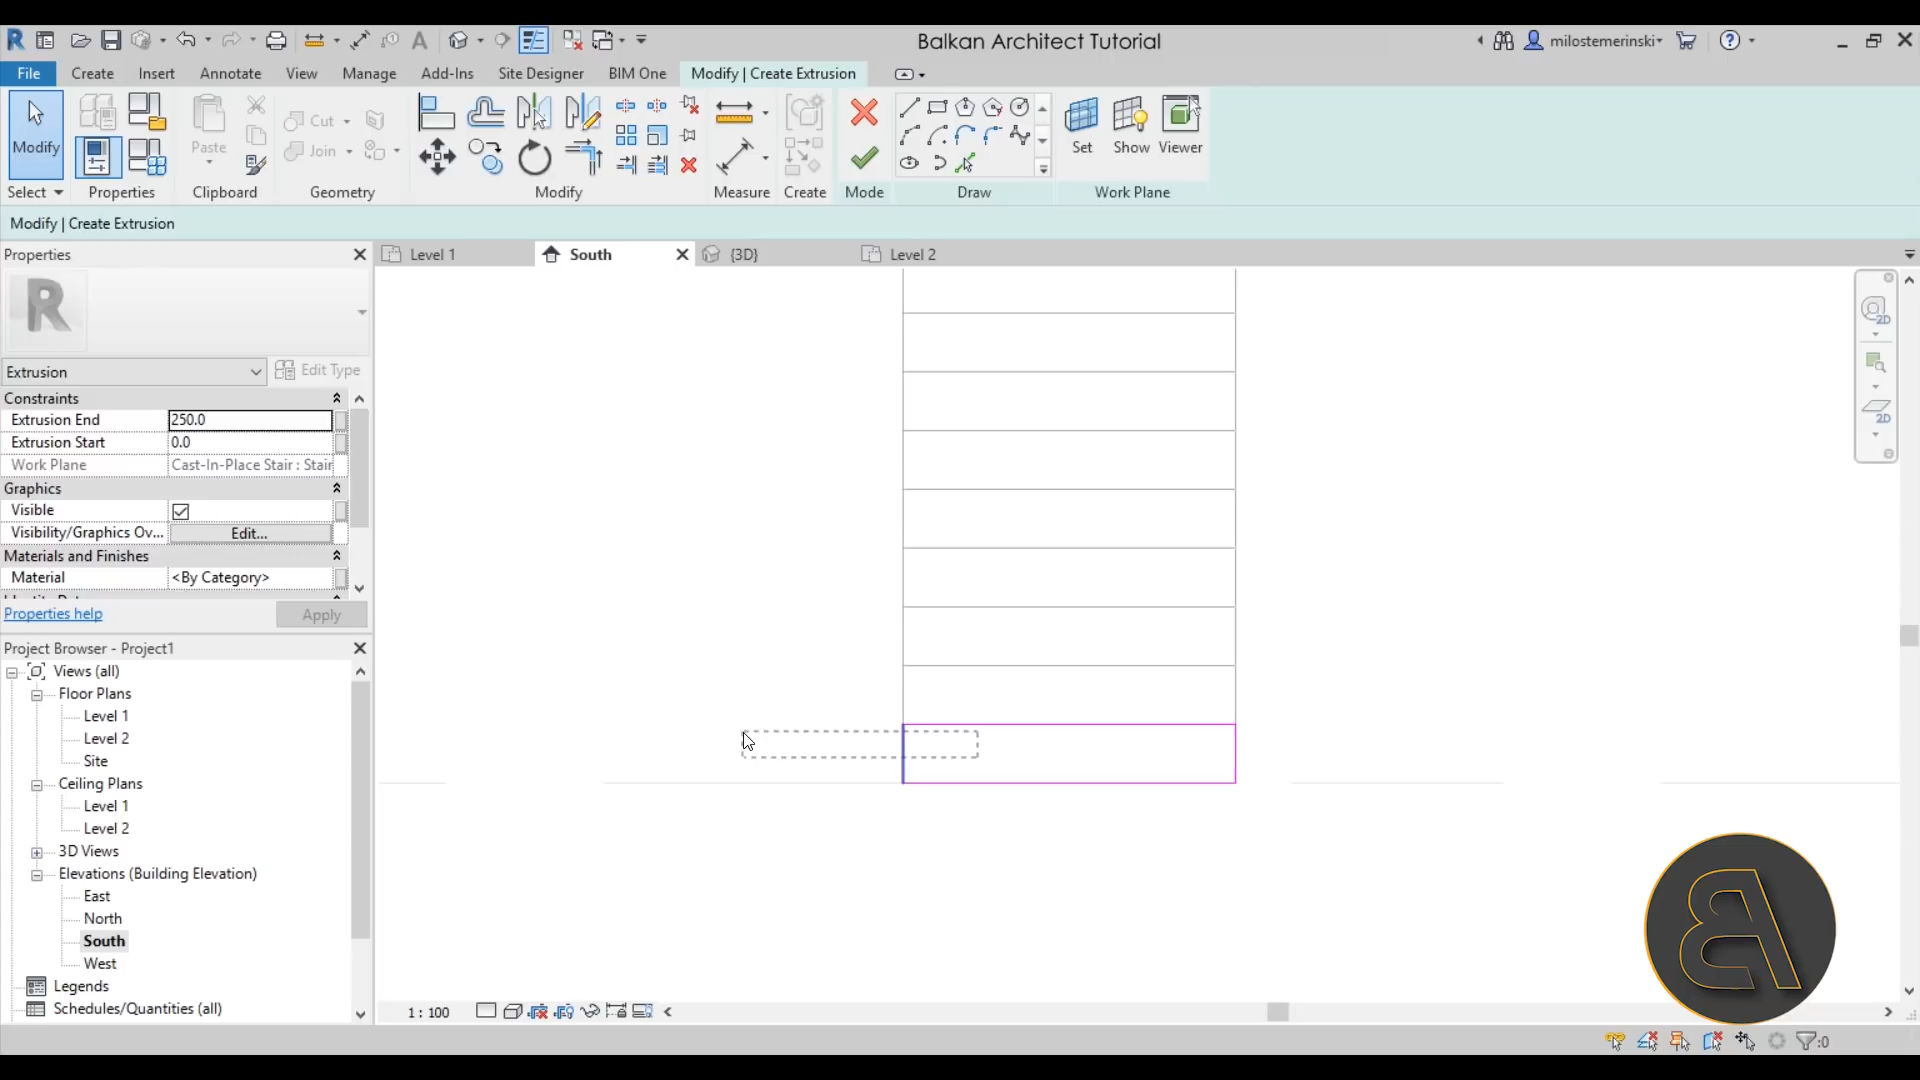 Balkan Architect Tutorial
milostemerinski
File Create Insert Annotate View Manage Add-Ins Site Designer BIM One Modify | Create Extrusion
Modify
Paste
Cut
Join
Set Show Viewer
Select Properties Clipboard Geometry Modify Measure Create Mode Draw Work Plane
Modify | Create Extrusion
Properties
Level 1 South {3D} Level 2
R
Extrusion Edit Type
Constraints
Extrusion End 250.0
Extrusion Start 0.0
Work Plane Cast-In-Place Stair : Stair
Graphics
Visible
Visibility/Graphics Ov... Edit...
Materials and Finishes
Material <By Category>
Properties help Apply
Project Browser - Project1
Views (all)
Floor Plans
Level 1
Level 2
Site
Ceiling Plans
Level 1
Level 2
3D Views
Elevations (Building Elevation)
East
North
South
West
Legends
Schedules/Quantities (all)
2D
2D
1 : 100
:0